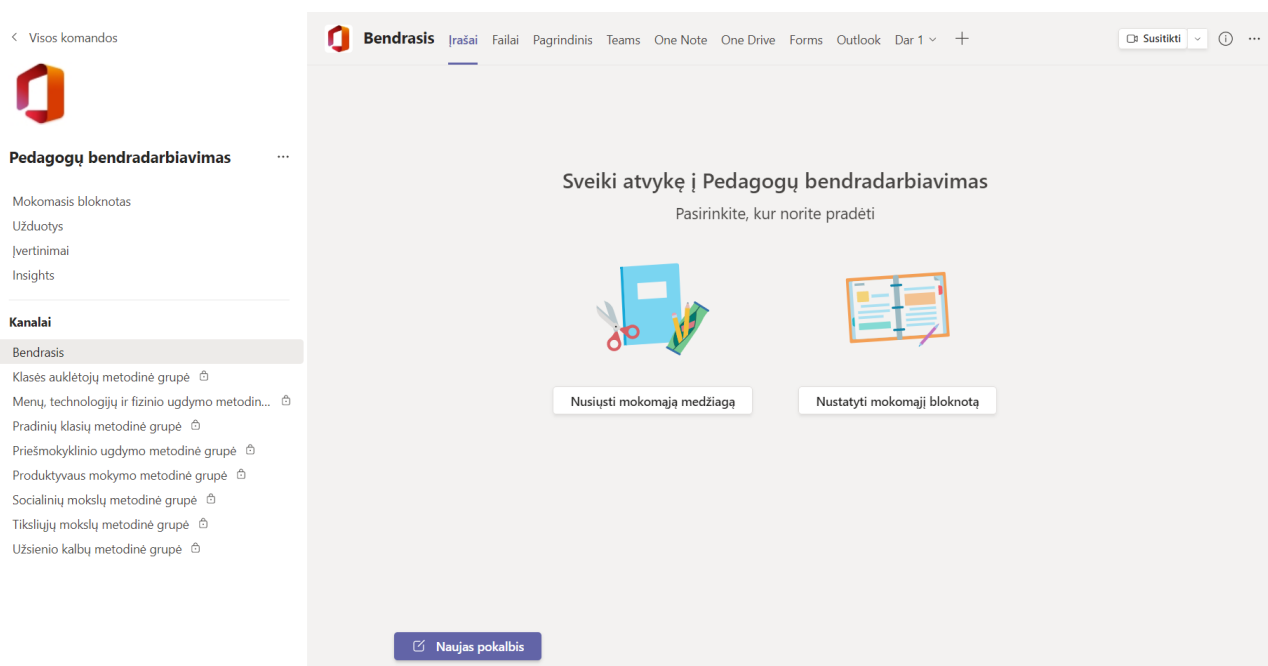 Visos komandos
Pedagogų bendradarbiavimas
Mokomasis bloknotas
Užduotys
Įvertinimai
Insights
Kanalai
Bendrasis
Klasės auklėtojų metodinė grupė
Menų, technologijų ir fizinio ugdymo metodin...
Pradinių klasių metodinė grupė
Priešmokyklinio ugdymo metodinė grupė
Produktyvaus mokymo metodinė grupė
Socialinių mokslų metodinė grupė
Tiksliųjų mokslų metodinė grupė
Užsienio kalbų metodinė grupė
Bendrasis Įrašai Failai Pagrindinis Teams One Note One Drive Forms Outlook Dar 1 Susitikti
Sveiki atvykę į Pedagogų bendradarbiavimas
Pasirinkite, kur norite pradėti
Nusiųsti mokomąją medžiagą Nustatyti mokomąjį bloknotą
Naujas pokalbis